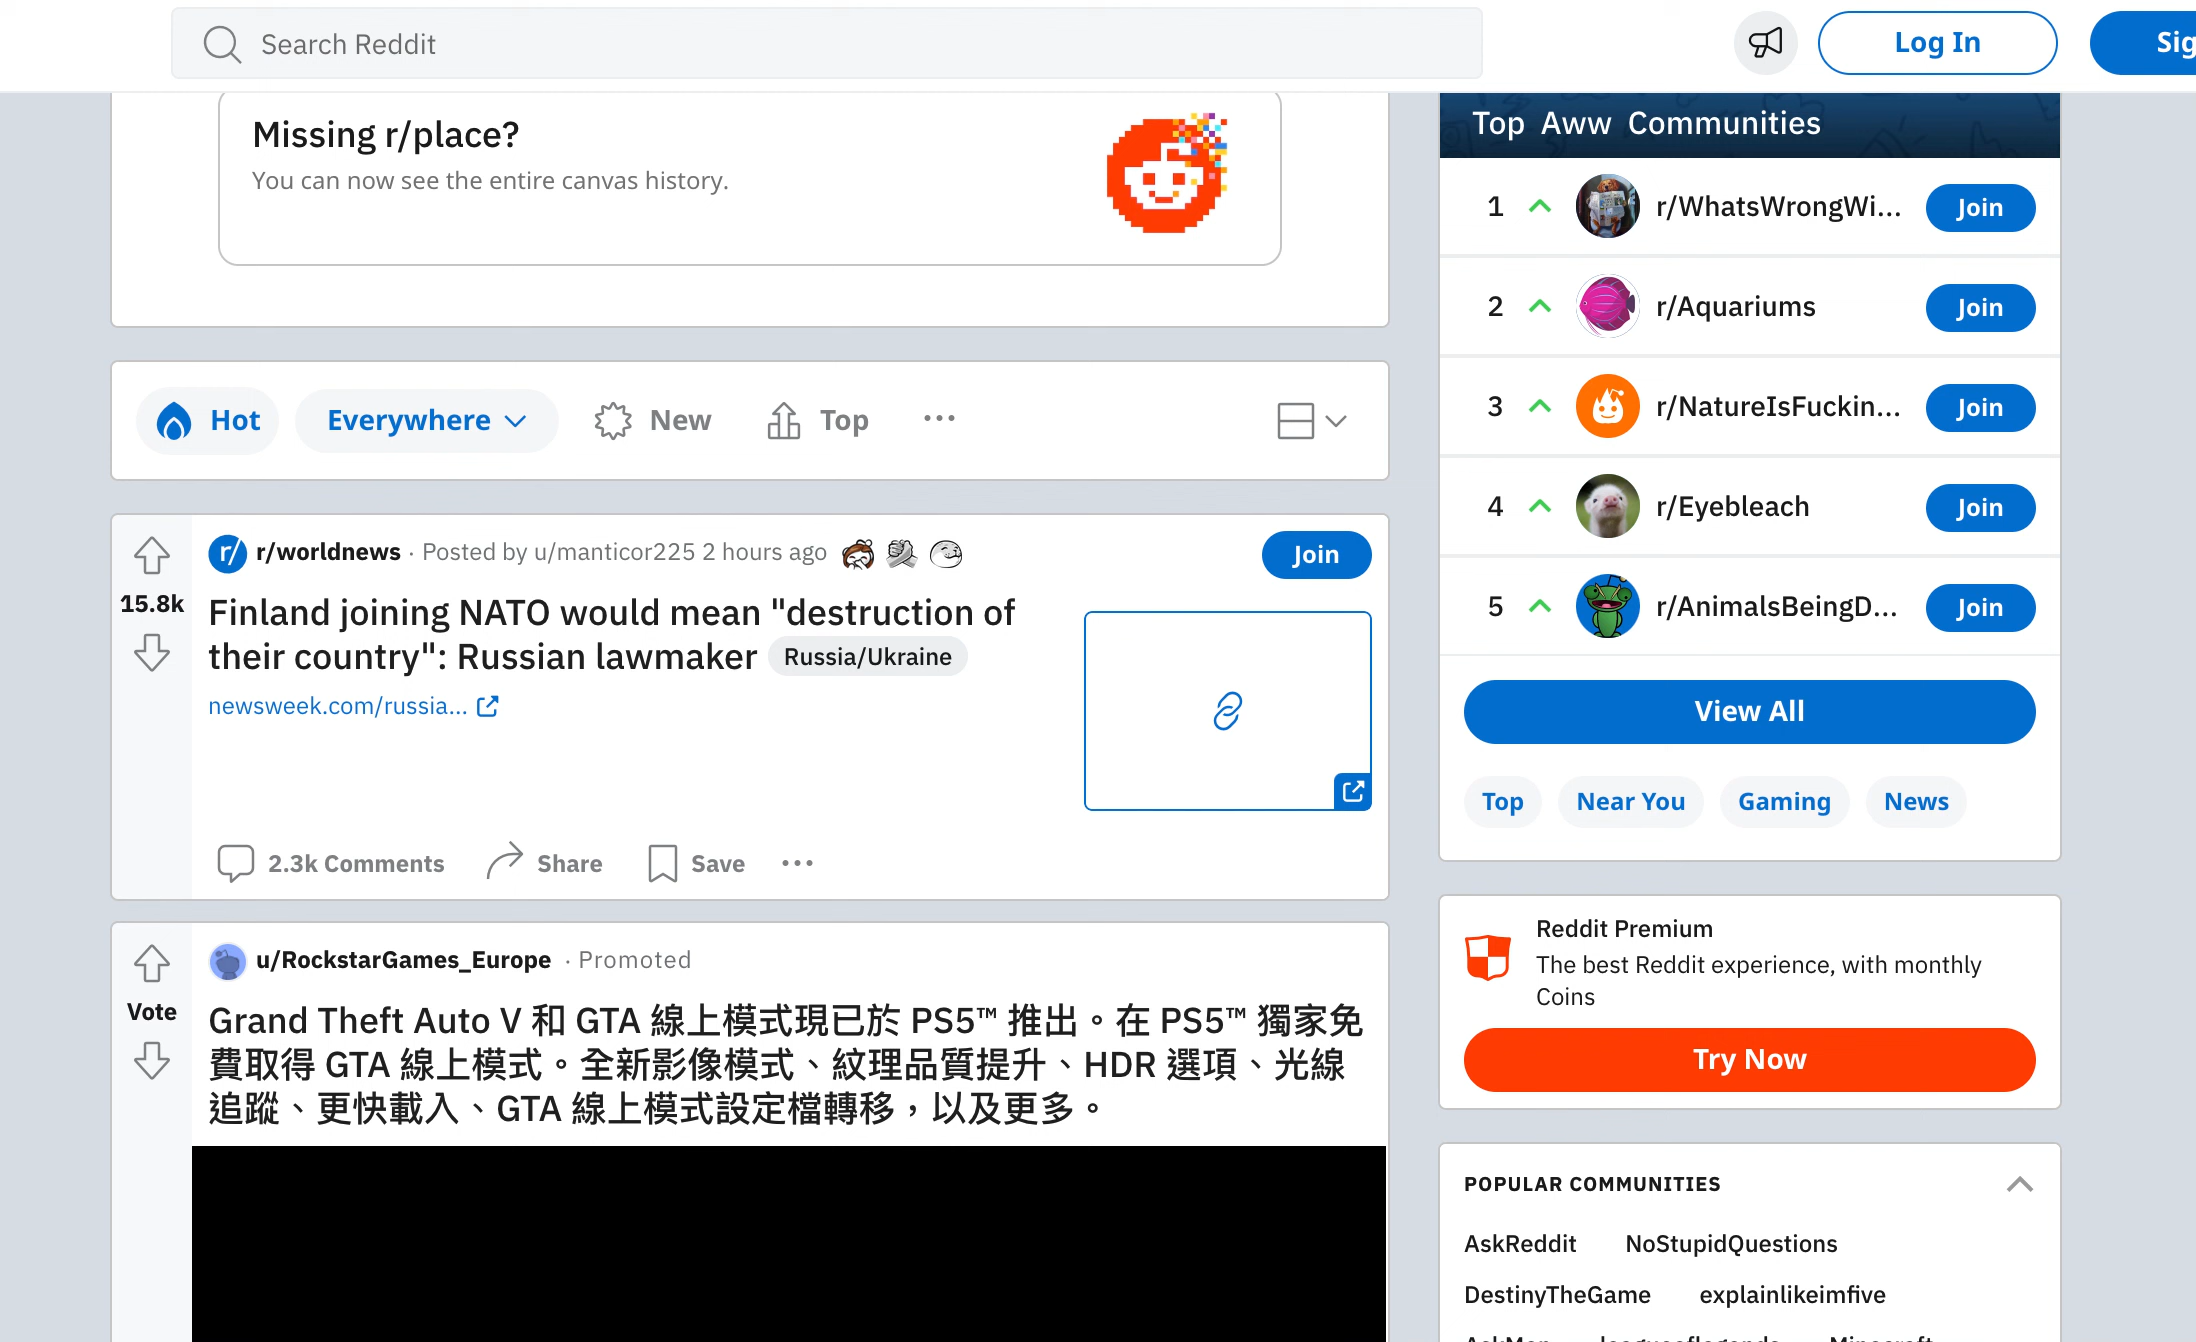 Search Reddit
Log In
Missing r/place?
You can now see the entire canvas history.
Hot
Everywhere
New
Top
r/ r/worldnews · Posted by u/manticor225 2 hours ago
Join
15.8k
Finland joining NATO would mean "destruction of
their country": Russian lawmaker Russia/Ukraine
newsweek.com/russia...
2.3k Comments
Share
Save
u/RockstarGames_Europe · Promoted
Vote
Grand Theft Auto V 和 GTA 線上模式現已於 PS5™ 推出。在 PS5™ 獨家免
費取得 GTA 線上模式。全新影像模式、紋理品質提升、HDR 選項、光線
追蹤、更快載入、GTA 線上模式設定檔轉移，以及更多。
Top Aww Communities
1 r/WhatsWrongWi... Join
2 r/Aquariums Join
3 r/NatureIsFuckin... Join
4 r/Eyebleach Join
5 r/AnimalsBeingD... Join
View All
Top
Near You
Gaming
News
Reddit Premium
The best Reddit experience, with monthly
Coins
Try Now
POPULAR COMMUNITIES
AskReddit NoStupidQuestions
DestinyTheGame explainlikeimfive